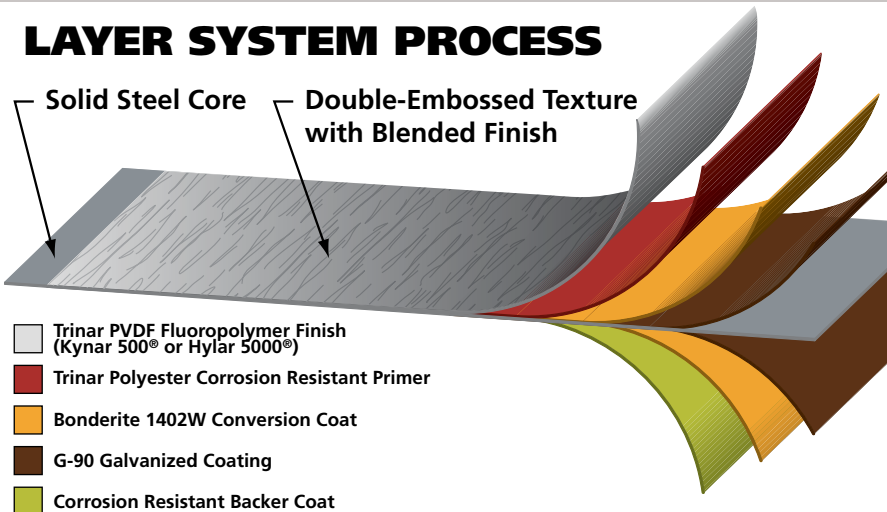 LAYER SYSTEM PROCESS
Solid Steel Core
Double-Embossed Texture
with Blended Finish
Trinar PVDF Fluoropolymer Finish
(Kynar 500® or Hylar 5000®)
Trinar Polyester Corrosion Resistant Primer
Bonderite 1402W Conversion Coat
G-90 Galvanized Coating
Corrosion Resistant Backer Coat